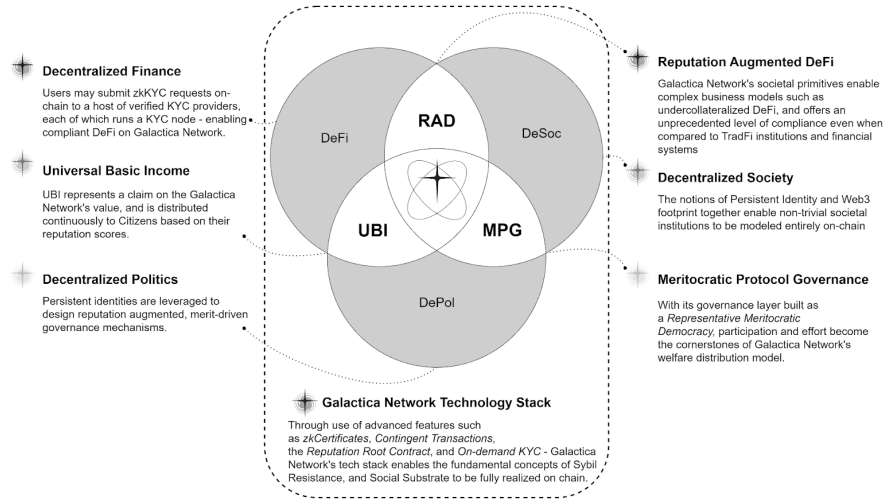 Decentralized Finance
Users may submit zkKYC requests on-
chain to a host of verified KYC providers,
each of which runs a KYC node - enabling
compliant DeFi on Galactica Network.
Universal Basic Income
UBI represents a claim on the Galactica
Network's value, and is distributed
continuously to Citizens based on their
reputation scores.
Decentralized Politics
Persistent identities are leveraged to
design reputation augmented, merit-driven
governance mechanisms.
DeFi
RAD
DeSoc
UBI
MPG
DePol
Reputation Augmented DeFi
Galactica Network's societal primitives enable
complex business models such as
undercollateralized DeFi, and offers an
unprecedented level of compliance even when
compared to TradFi institutions and financial
systems
Decentralized Society
The notions of Persistent Identity and Web3
footprint together enable non-trivial societal
institutions to be modeled entirely on-chain
Meritocratic Protocol Governance
With its governance layer built as
a Representative Meritocratic
Democracy, participation and effort become
the cornerstones of Galactica Network's
welfare distribution model.
Galactica Network Technology Stack
Through use of advanced features such
as zkCertificates, Contingent Transactions,
the Reputation Root Contract, and On-demand KYC - Galactica
Network's tech stack enables the fundamental concepts of Sybil
Resistance, and Social Substrate to be fully realized on chain.